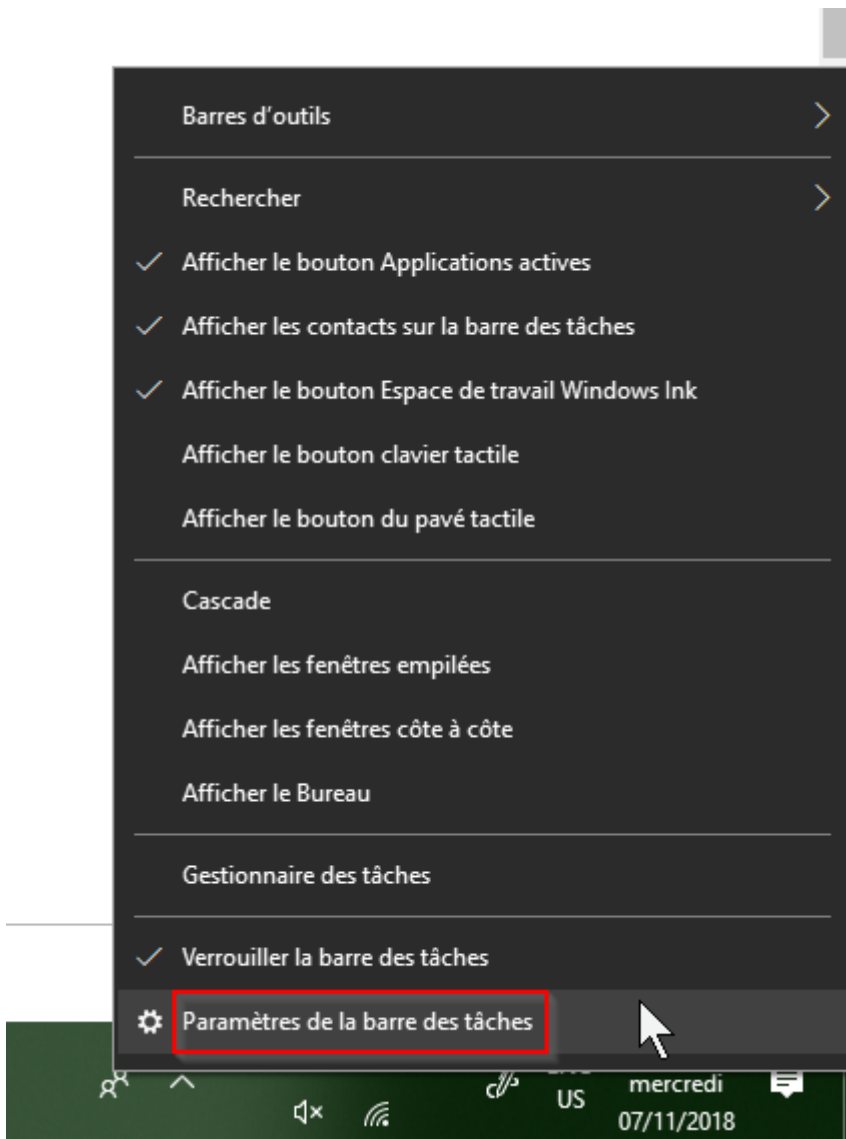 Barres d’outils
Rechercher
Afficher le bouton Applications actives
Afficher les contacts sur la barre des tâches
Afficher le bouton Espace de travail Windows Ink
Afficher le bouton clavier tactile
Afficher le bouton du pavé tactile
Cascade
Afficher les fenêtres empilées
Afficher les fenêtres côte à côte
Afficher le Bureau
Gestionnaire des tâches
Verrouiller la barre des tâches
Paramètres de la barre des tâches
US
mercredi
07/11/2018